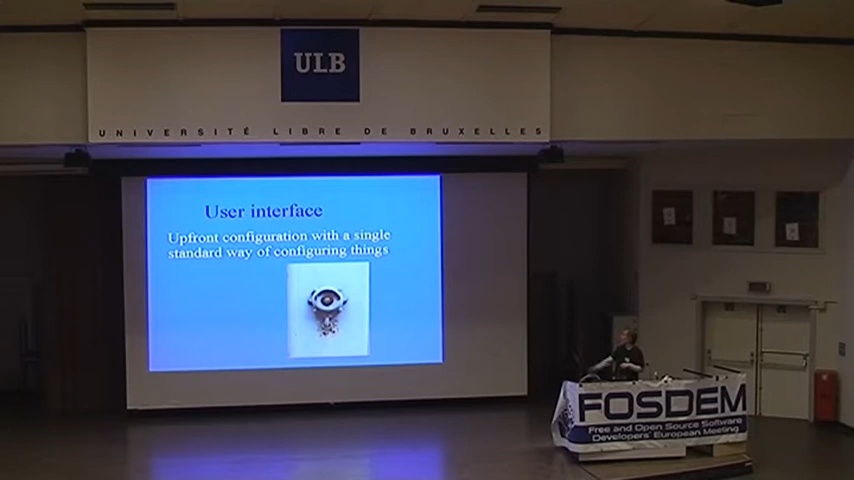 ULB
UNIVERSITÉ LIBRE DE BRUXELLES
User interface
Upfront configuration with a single
standard way of configuring things
FOSDEM
Free and Open Source Software
Developers' European Meeting